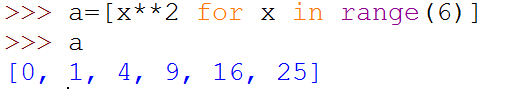 >>> a=[x**2 for x in range(6)]
>>> a
[0, 1, 4, 9, 16, 25]